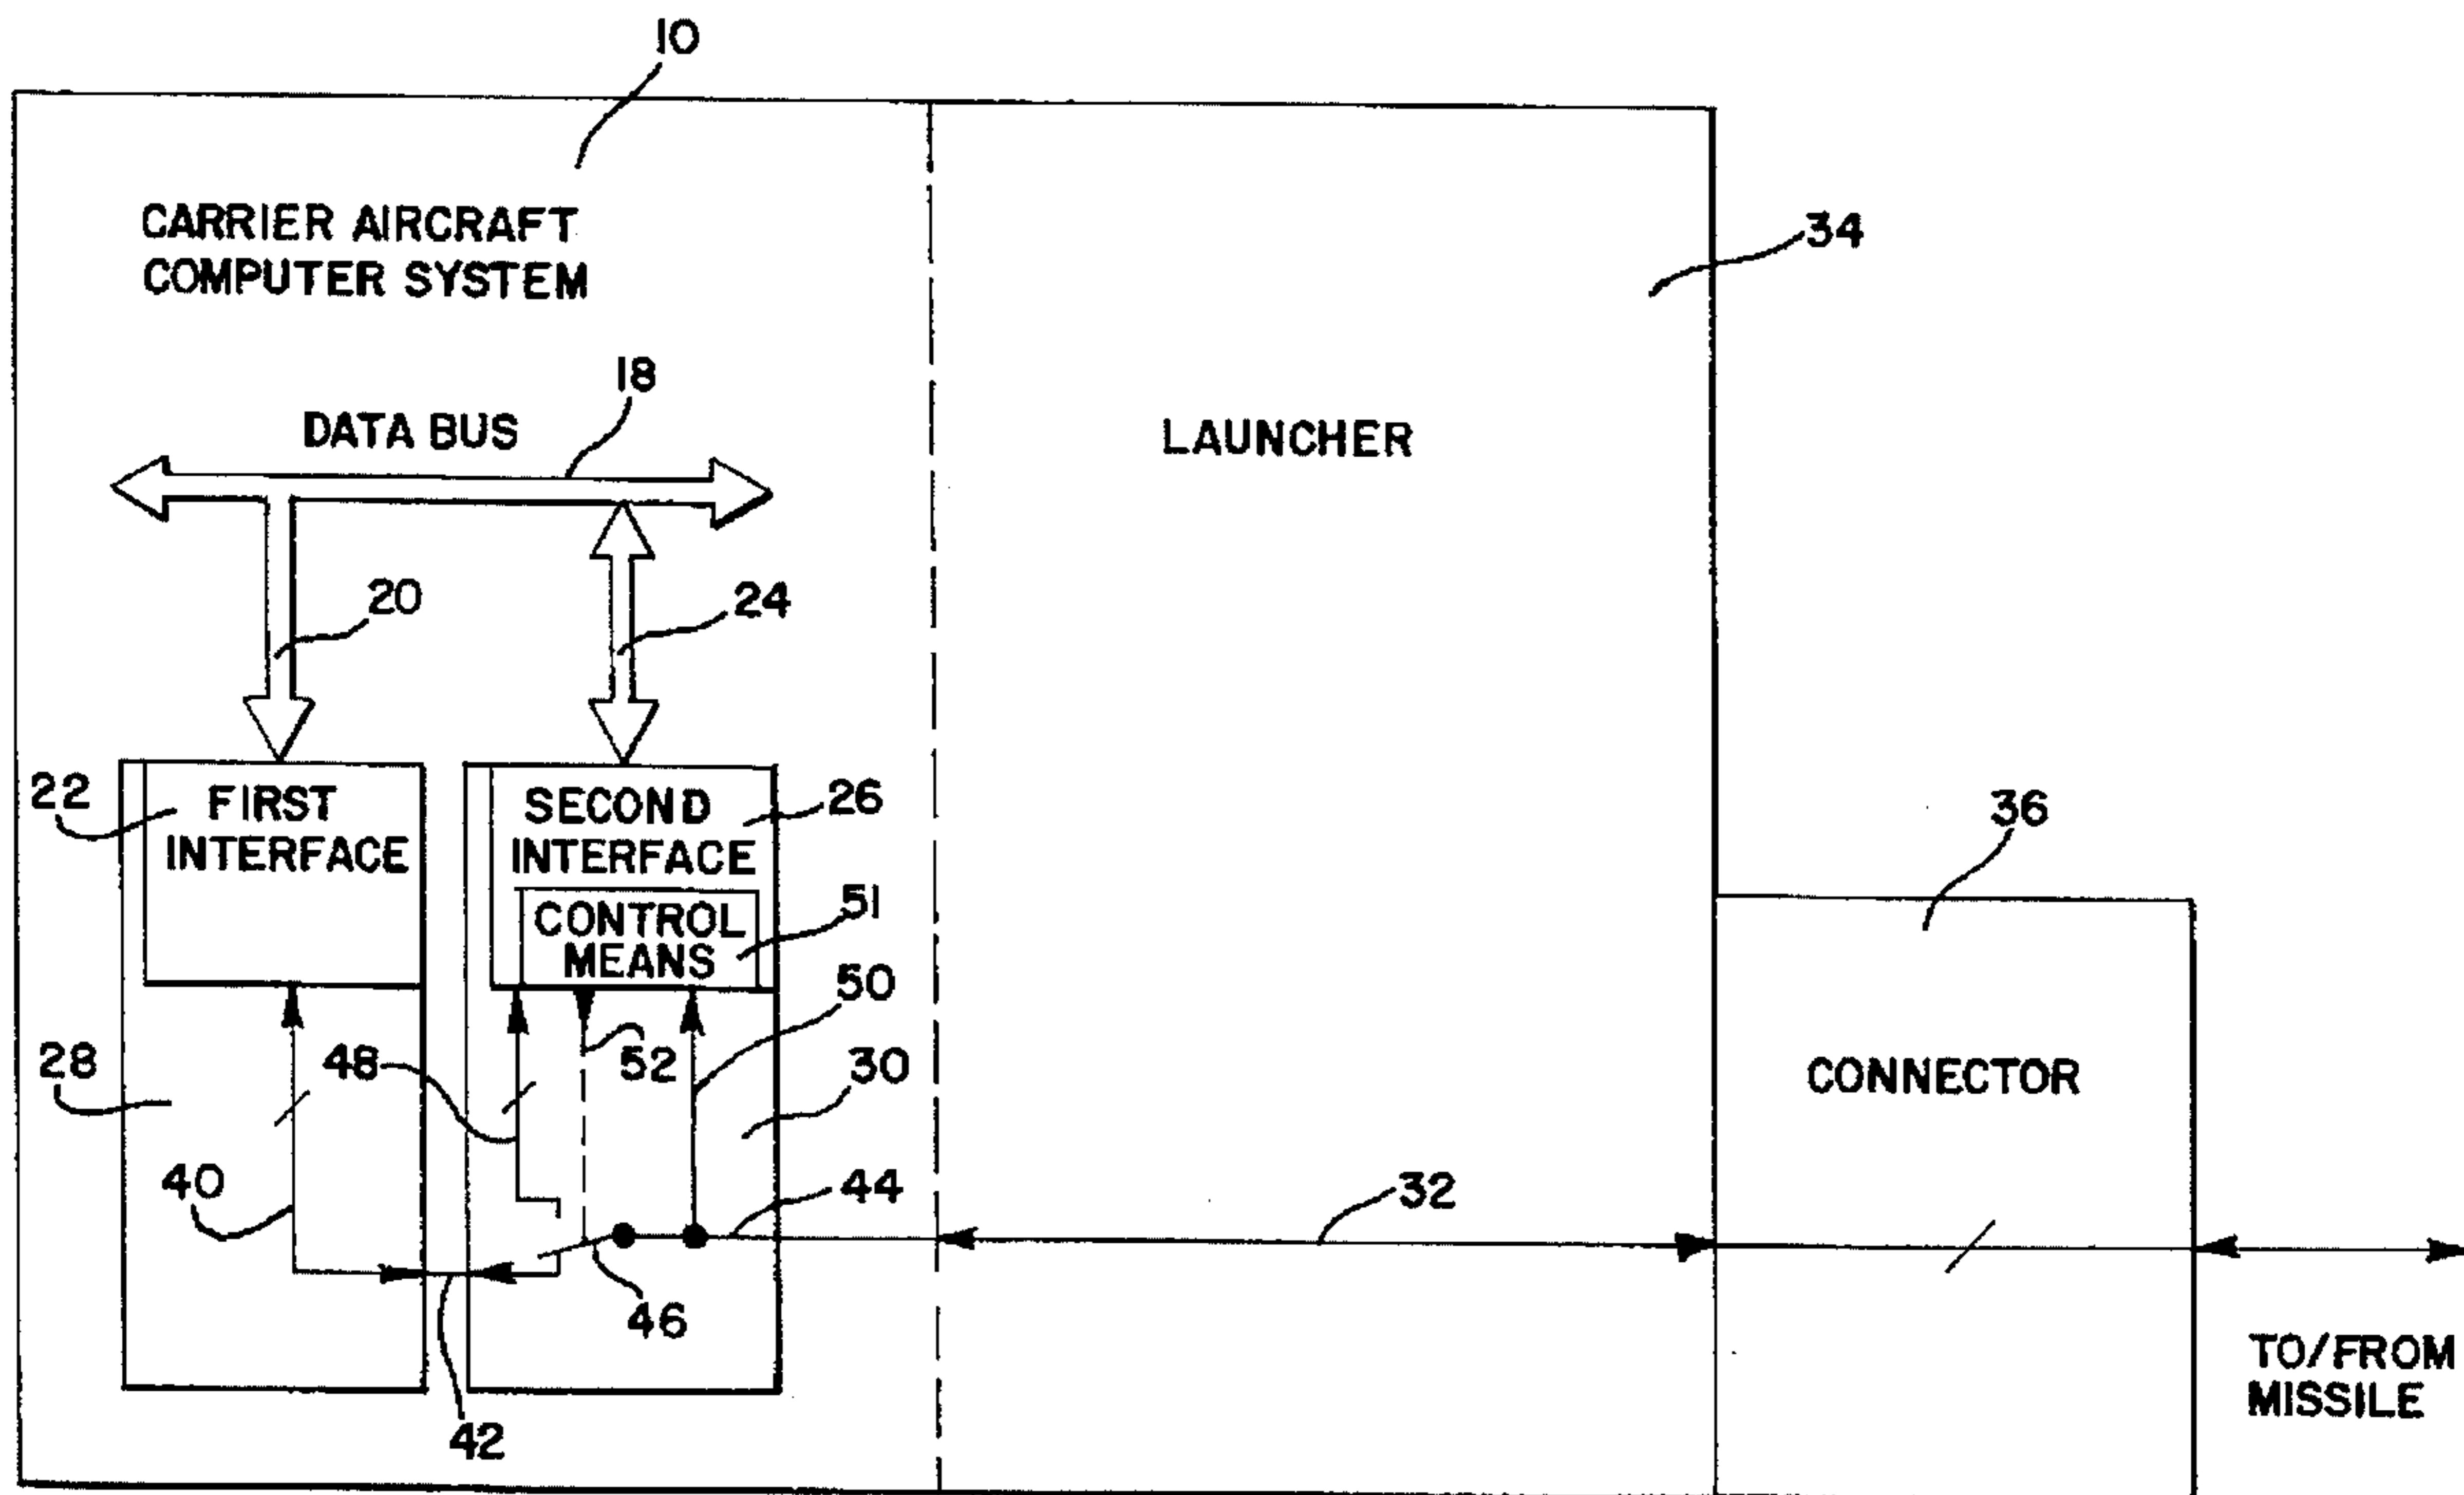 10
CARRIER AIRCRAFT
COMPUTER SYSTEM
34
18
DATA BUS
LAUNCHER
20
24
22
FIRST
INTERFACE
SECOND
INTERFACE
26
36
CONTROL
MEANS
51
50
28
48
52
30
CONNECTOR
40
44
32
46
42
TO/FROM
MISSILE